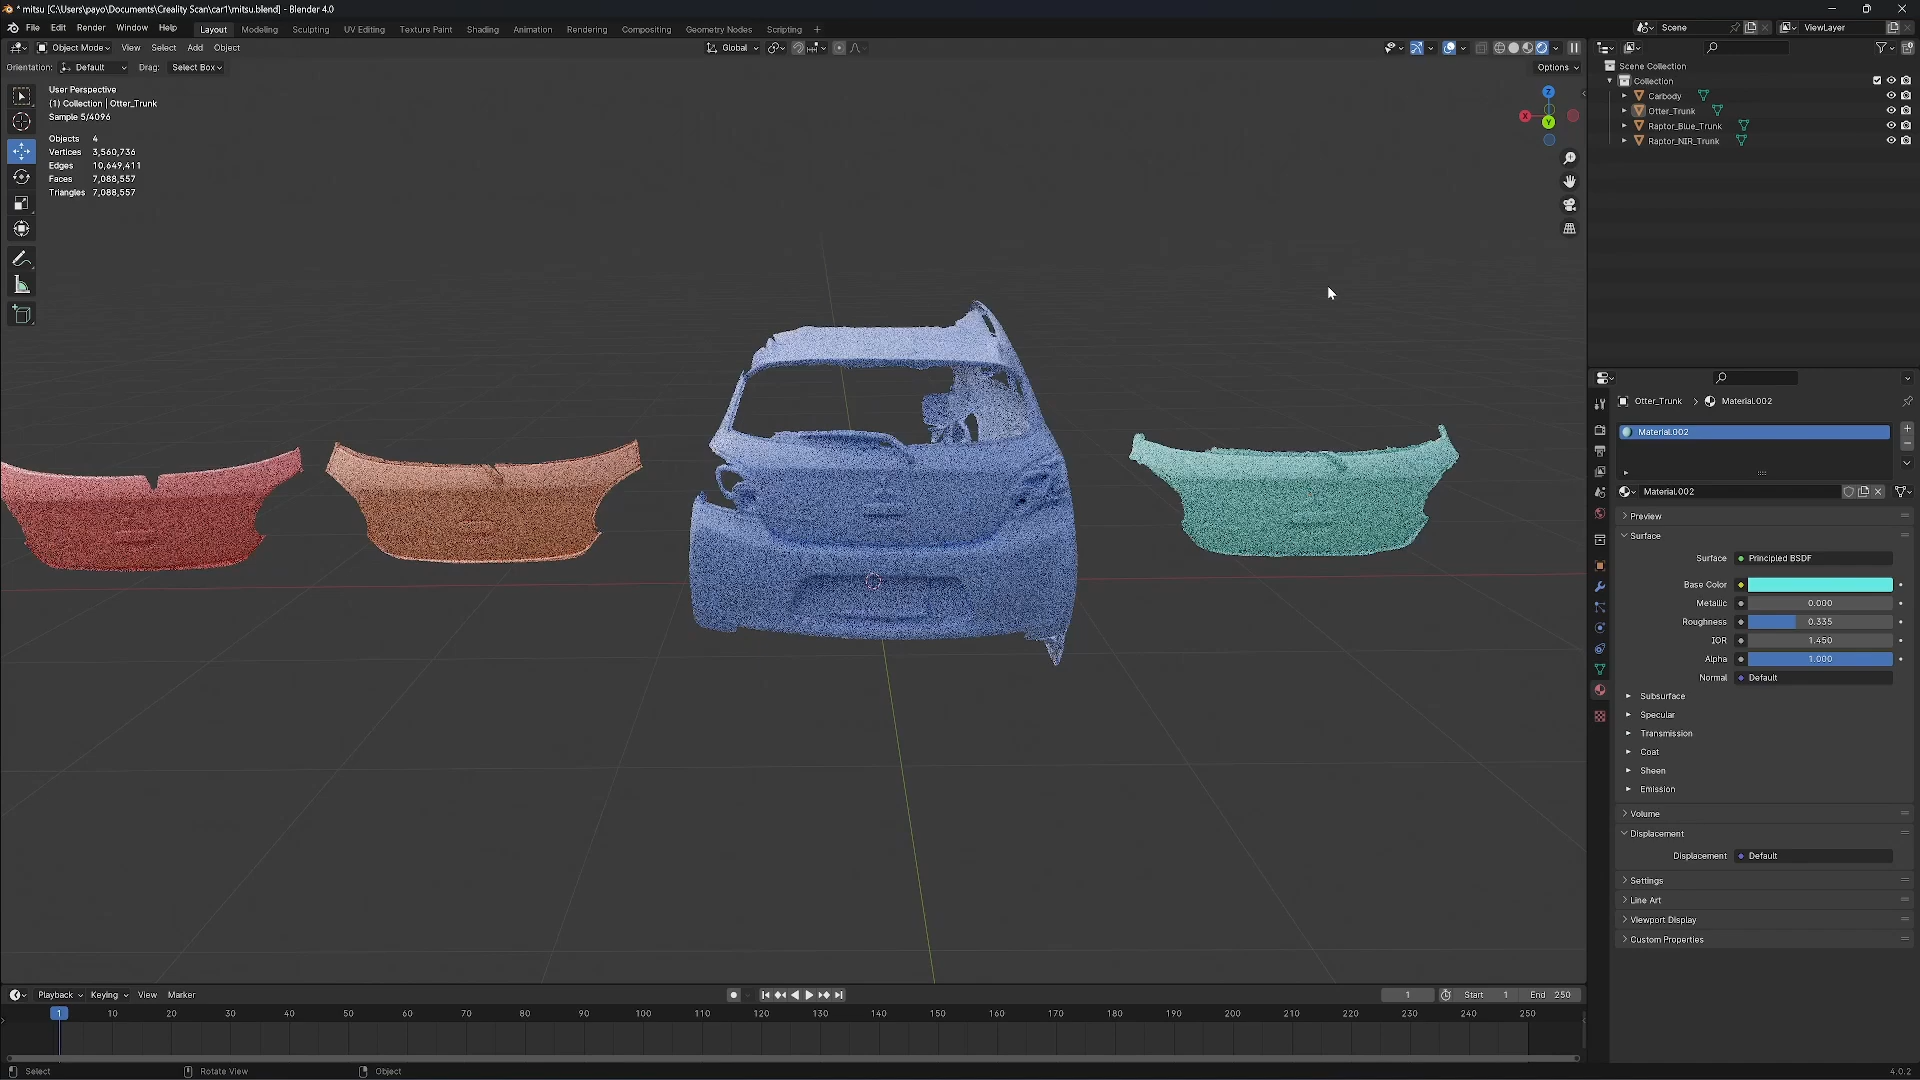 * mitsu [C:\Users\payo\Documents\Creality Scan\car1\mitsu.blend] - Blender 4.0
File Edit Render Window Help Layout Modeling Sculpting UV Editing Texture Paint Shading Animation Rendering Compositing Geometry Nodes Scripting + Scene ViewLayer
Object Mode View Select Add Object Global
Orientation: Default Drag: Select Box Options
User Perspective
(1) Collection | Otter_Trunk
Sample 5/4096
Objects 4
Vertices 3,560,736
Edges 10,649,411
Faces 7,088,557
Triangles 7,088,557
Z
X
Y
Scene Collection
Collection
Carbody
Otter_Trunk
Raptor_Blue_Trunk
Raptor_NIR_Trunk
Otter_Trunk > Material.002
Material.002
Material.002
Preview
Surface
Surface Principled BSDF
Base Color
Metallic 0.000
Roughness 0.335
IOR 1.450
Alpha 1.000
Normal Default
Subsurface
Specular
Transmission
Coat
Sheen
Emission
Volume
Displacement
Displacement Default
Settings
Line Art
Viewport Display
Custom Properties
Playback Keying View Marker 1 Start 1 End 250
1 10 20 30 40 50 60 70 80 90 100 110 120 130 140 150 160 170 180 190 200 210 220 230 240 250
Select Rotate View Object 4.0.2